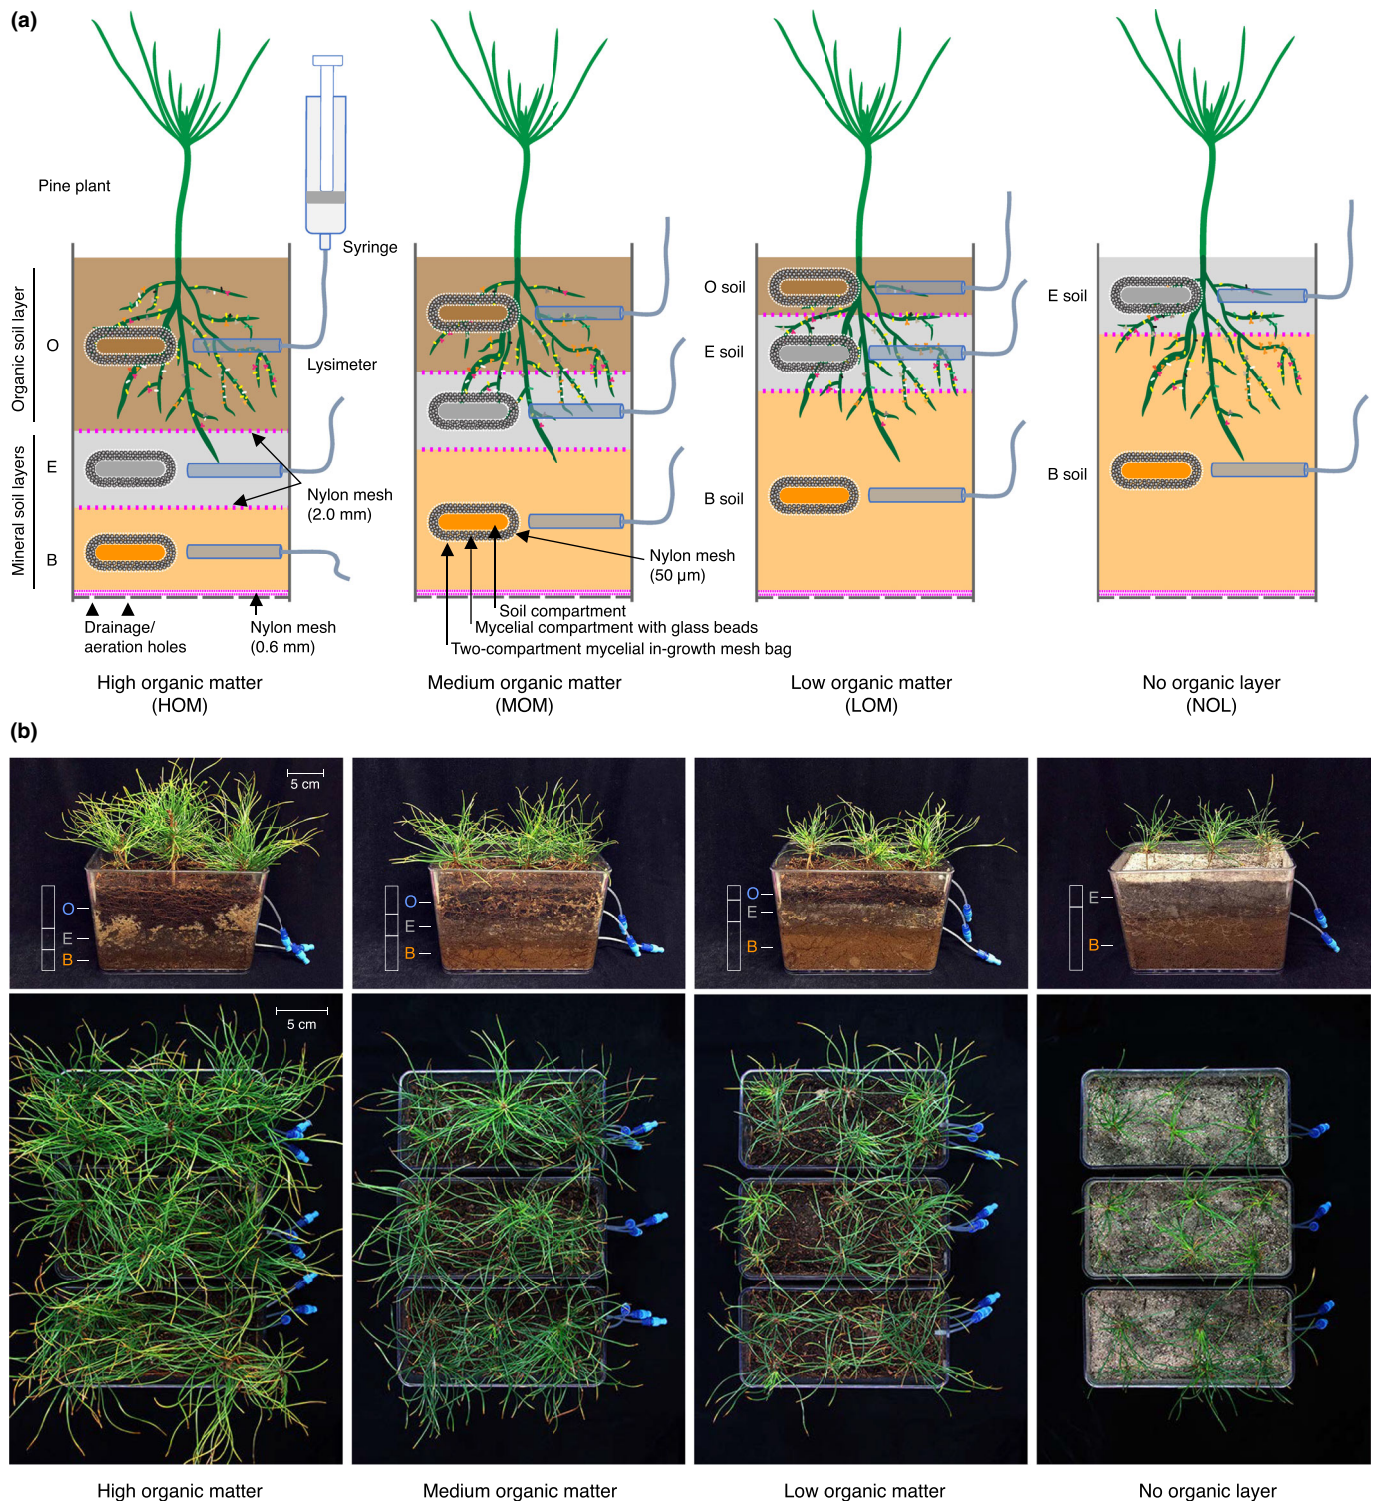 (a)
Pine plant
Syringe
Lysimeter
Organic soil layer
Mineral soil layers
O
E
B
Nylon mesh
(2.0 mm)
Drainage/
aeration holes
Nylon mesh
(0.6 mm)
Nylon mesh
(50 µm)
Soil compartment
Mycelial compartment with glass beads
Two-compartment mycelial in-growth mesh bag
O soil
E soil
B soil
E soil
B soil
High organic matter
(HOM)
Medium organic matter
(MOM)
Low organic matter
(LOM)
No organic layer
(NOL)
(b)
5 cm
O
E
B
O
E
B
O
E
B
E
B
5 cm
High organic matter
Medium organic matter
Low organic matter
No organic layer